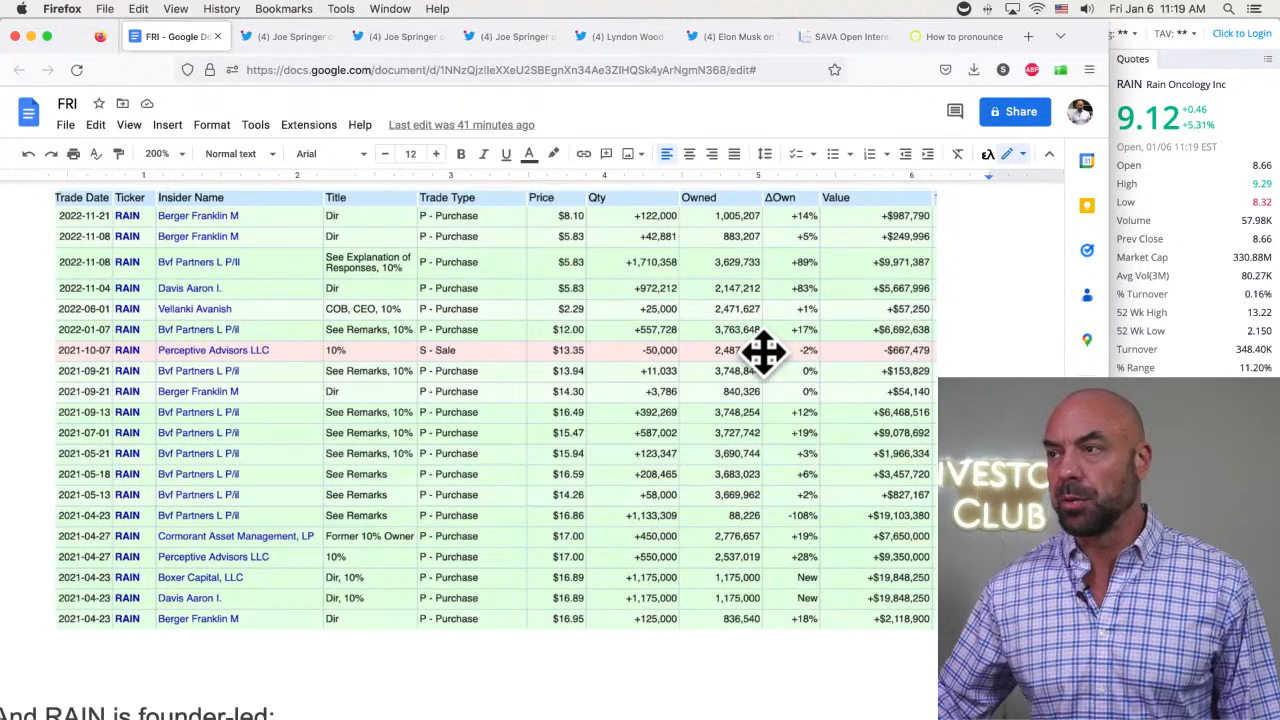 Firefox File Edit View History Bookmarks Tools Window Help Fri Jan 6 11:19 AM
FRI - Google Do (4) Joe Springer o (4) Joe Springer o (4) Joe Springer o (4) Lyndon Wood (4) Elon Musk on SAVA Open Inter How to pronounce
: ** TAV: ** Click to Login
https://docs.google.com/document/d/1NNzQjzIleXXeU2SBEgnXn34Ae3ZIHQSk4yArNgmN368/edit#
FRI
File Edit View Insert Format Tools Extensions Help Last edit was 41 minutes ago
Share
200% Normal text Arial 12
1 2 3 4 5 6
Trade Date Ticker Insider Name Title Trade Type Price Qty Owned ΔOwn Value
2022-11-21 RAIN Berger Franklin M Dir P - Purchase $8.10 +122,000 1,005,207 +14% +$987,790
2022-11-08 RAIN Berger Franklin M Dir P - Purchase $5.83 +42,881 883,207 +5% +$249,996
2022-11-08 RAIN Bvf Partners L P/Il See Explanation of Responses, 10% P - Purchase $5.83 +1,710,358 3,629,733 +89% +$9,971,387
2022-11-04 RAIN Davis Aaron I. Dir P - Purchase $5.83 +972,212 2,147,212 +83% +$5,667,996
2022-06-01 RAIN Vellanki Avanish COB, CEO, 10% P - Purchase $2.29 +25,000 2,471,627 +1% +$57,250
2022-01-07 RAIN Bvf Partners L P/il See Remarks, 10% P - Purchase $12.00 +557,728 3,763,648 +17% +$6,692,638
2021-10-07 RAIN Perceptive Advisors LLC 10% S - Sale $13.35 -50,000 2,487 -2% -$667,479
2021-09-21 RAIN Bvf Partners L P/il See Remarks, 10% P - Purchase $13.94 +11,033 3,748,84 0% +$153,829
2021-09-21 RAIN Berger Franklin M Dir P - Purchase $14.30 +3,786 840,326 0% +$54,140
2021-09-13 RAIN Bvf Partners L P/il See Remarks, 10% P - Purchase $16.49 +392,269 3,748,254 +12% +$6,468,516
2021-07-01 RAIN Bvf Partners L P/il See Remarks, 10% P - Purchase $15.47 +587,002 3,727,742 +19% +$9,078,692
2021-05-21 RAIN Bvf Partners L P/il See Remarks, 10% P - Purchase $15.94 +123,347 3,690,744 +3% +$1,966,334
2021-05-18 RAIN Bvf Partners L P/il See Remarks P - Purchase $16.59 +208,465 3,683,023 +6% +$3,457,720
2021-05-13 RAIN Bvf Partners L P/il See Remarks P - Purchase $14.26 +58,000 3,669,962 +2% +$827,167
2021-04-23 RAIN Bvf Partners L P/il See Remarks P - Purchase $16.86 +1,133,309 88,226 -108% +$19,103,380
2021-04-27 RAIN Cormorant Asset Management, LP Former 10% Owner P - Purchase $17.00 +450,000 2,776,657 +19% +$7,650,000
2021-04-27 RAIN Perceptive Advisors LLC 10% P - Purchase $17.00 +550,000 2,537,019 +28% +$9,350,000
2021-04-23 RAIN Boxer Capital, LLC Dir, 10% P - Purchase $16.89 +1,175,000 1,175,000 New +$19,848,250
2021-04-23 RAIN Davis Aaron I. Dir, 10% P - Purchase $16.89 +1,175,000 1,175,000 New +$19,848,250
2021-04-23 RAIN Berger Franklin M Dir P - Purchase $16.95 +125,000 836,540 +18% +$2,118,900
And RAIN is founder-led:
Quotes
RAIN Rain Oncology Inc
9.12 +0.46
+5.31%
Open, 01/06 11:19 EST
Open 8.66
High 9.29
Low 8.32
Volume 57.98K
Prev Close 8.66
Market Cap 330.88M
Avg Vol(3M) 80.27K
% Turnover 0.16%
52 Wk High 13.22
52 Wk Low 2.150
Turnover 348.40K
% Range 11.20%
NVESTO
CLUB